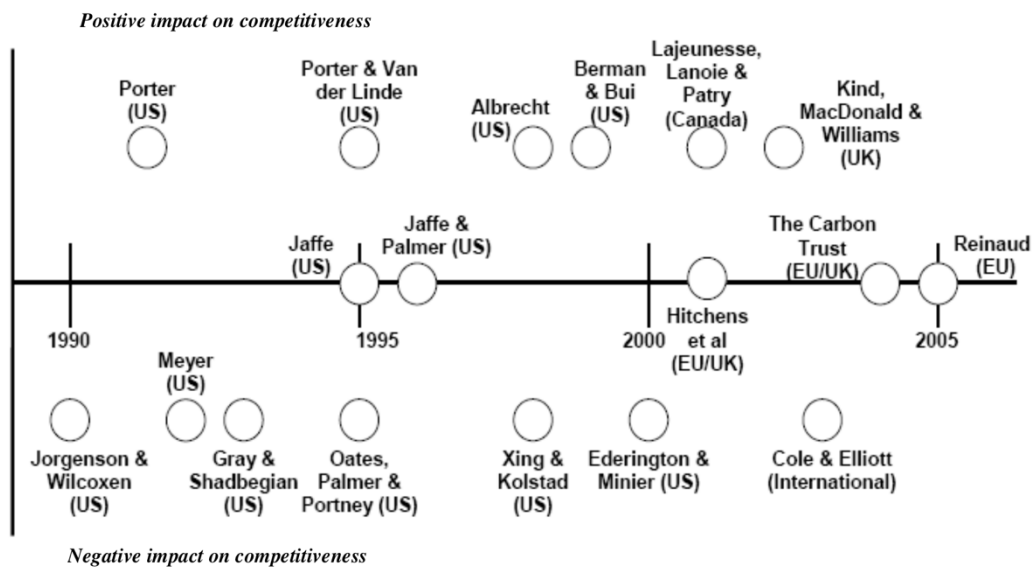 Positive impact on competitiveness
Porter
(US)
Porter & Van
der Linde
(US)
Albrecht
(US)
Berman
& Bui
(US)
Lajeunesse,
Lanoie &
Patry
(Canada)
Kind,
MacDonald &
Williams
(UK)
Jaffe
(US)
Jaffe &
Palmer (US)
The Carbon
Trust
(EU/UK)
Reinaud
(EU)
1990
1995
2000
Hitchens
et al
(EU/UK)
2005
Meyer
(US)
Jorgenson &
Wilcoxen
(US)
Gray &
Shadbegian
(US)
Oates,
Palmer &
Portney (US)
Xing &
Kolstad
(US)
Ederington &
Minier (US)
Cole & Elliott
(International)
Negative impact on competitiveness